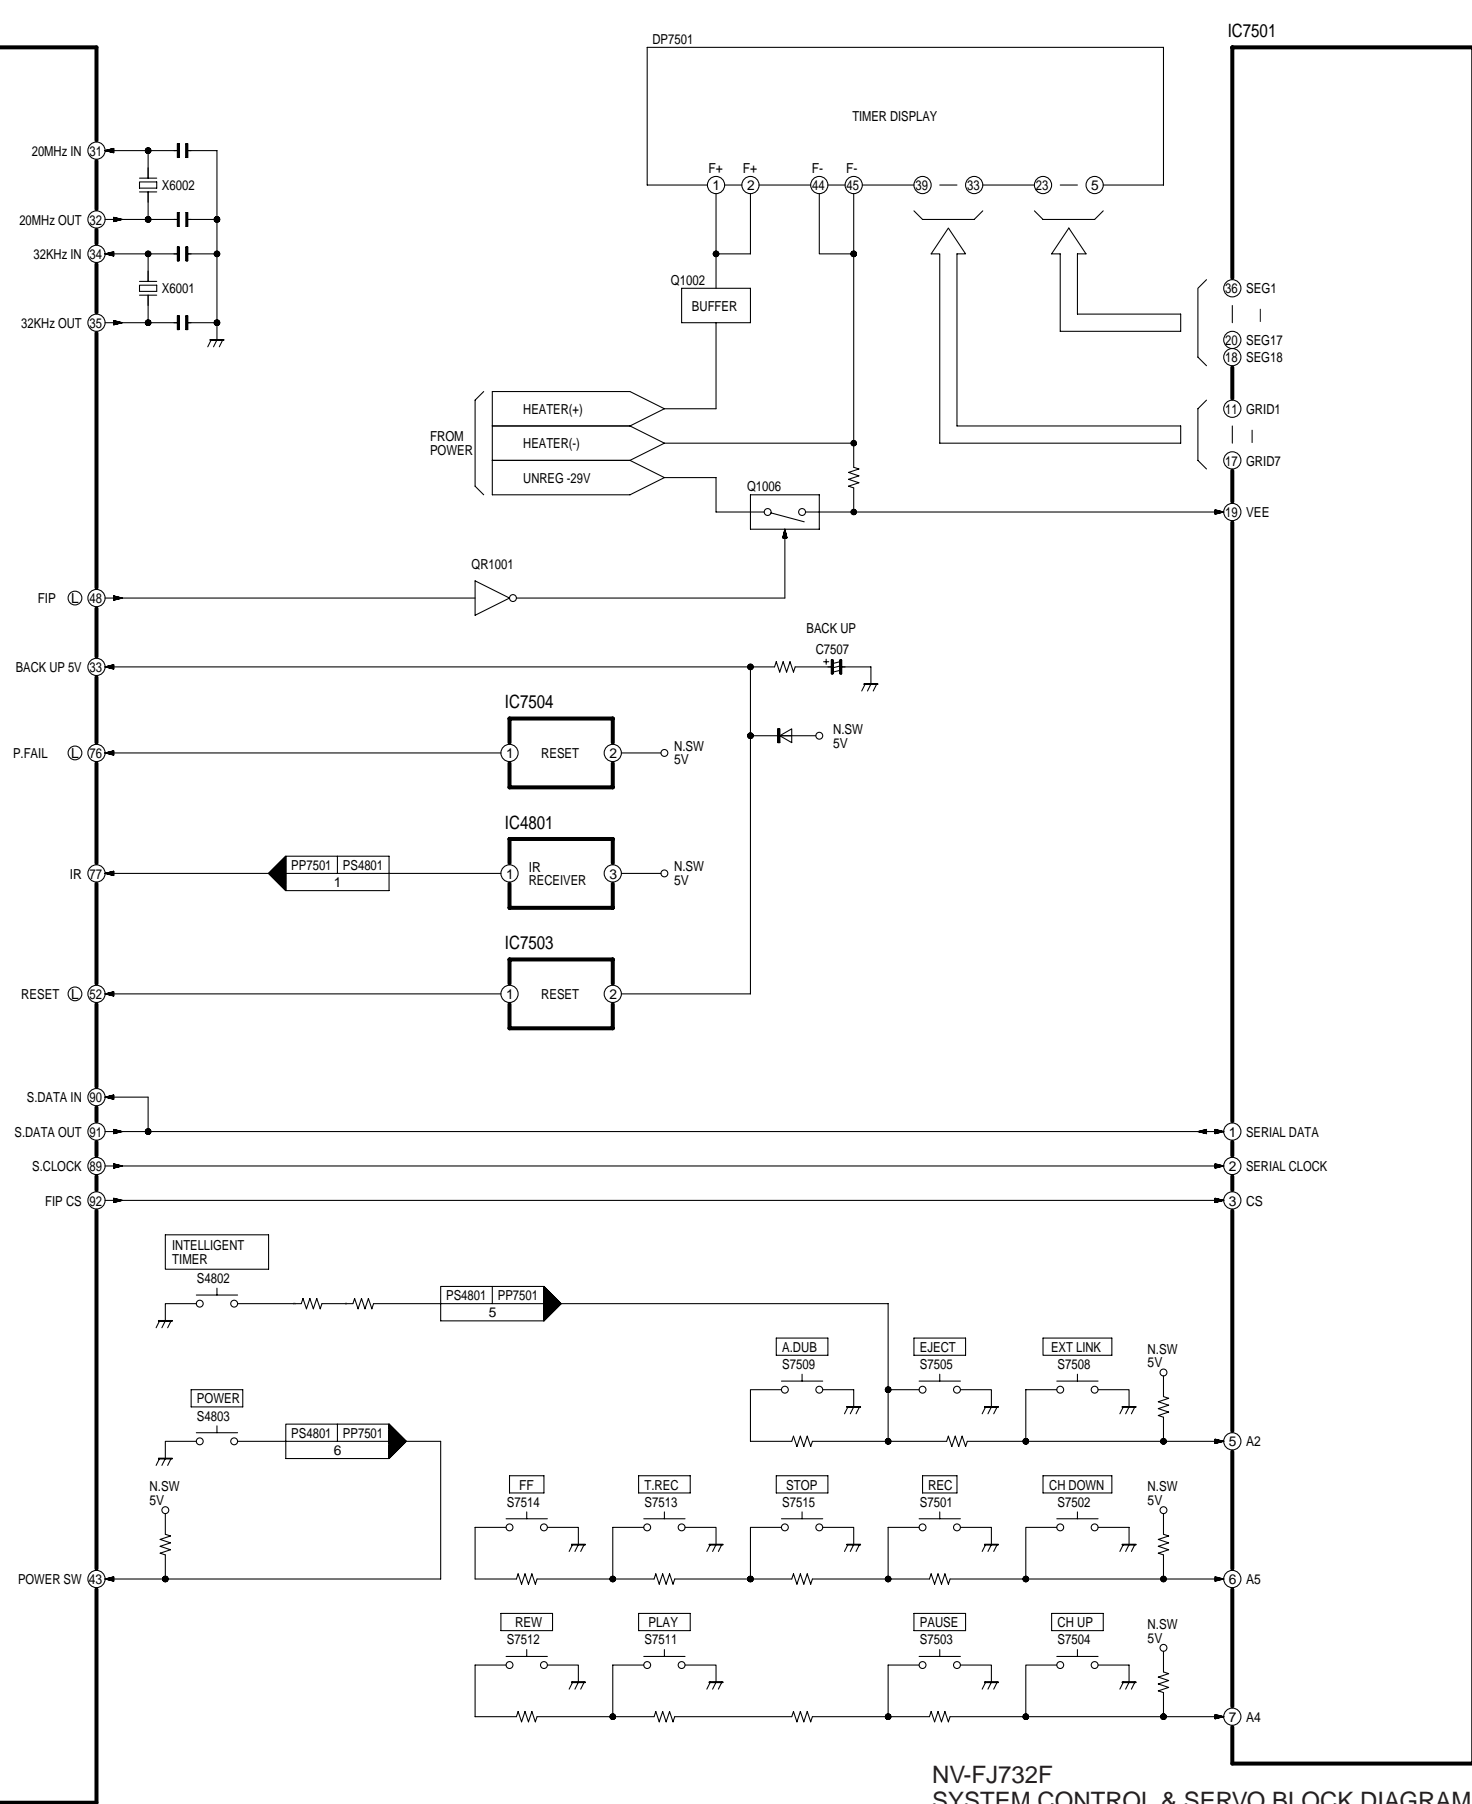 IC7501
DP7501
TIMER DISPLAY
20MHz IN 31
X6002
20MHz OUT 32
32KHz IN 34
X6001
32KHz OUT 35
F+ F+ F- F-
1 2 44 45 39 33 23 5
Q1002
BUFFER
36 SEG1
20 SEG17
18 SEG18
11 GRID1
17 GRID7
FROM
POWER
HEATER(+)
HEATER(-)
UNREG -29V
Q1006
19 VEE
QR1001
FIP L 48
BACK UP
C7507
+
BACK UP 5V 33
IC7504
P.FAIL L 76
1 RESET 2
N.SW
5V
N.SW
5V
IC4801
IR 77
PP7501 PS4801
1
1 IR
RECEIVER 3
N.SW
5V
IC7503
RESET L 52
1 RESET 2
S.DATA IN 90
S.DATA OUT 91
1 SERIAL DATA
S.CLOCK 89
2 SERIAL CLOCK
FIP CS 92
3 CS
INTELLIGENT
TIMER
S4802
PS4801 PP7501
5
A.DUB
S7509
EJECT
S7505
EXT LINK
S7508
N.SW
5V
5 A2
POWER
S4803
PS4801 PP7501
6
N.SW
5V
POWER SW 43
FF
S7514
T.REC
S7513
STOP
S7515
REC
S7501
CH DOWN
S7502
N.SW
5V
6 A5
REW
S7512
PLAY
S7511
PAUSE
S7503
CH UP
S7504
N.SW
5V
7 A4
NV-FJ732F
SYSTEM CONTROL & SERVO BLOCK DIAGRAM